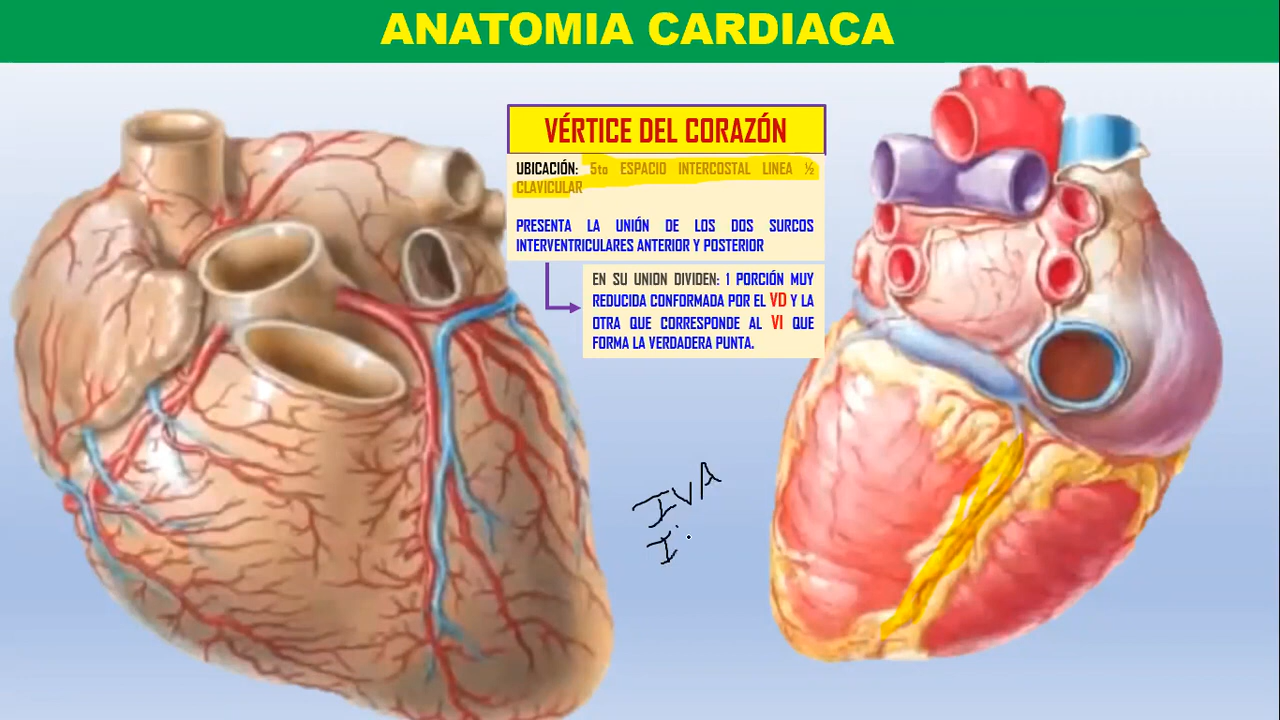 ANATOMIA CARDIACA
VÉRTICE DEL CORAZÓN
UBICACIÓN: 5to ESPACIO INTERCOSTAL LINEA ½
CLAVICULAR
PRESENTA LA UNIÓN DE LOS DOS SURCOS
INTERVENTRICULARES ANTERIOR Y POSTERIOR
EN SU UNION DIVIDEN: 1 PORCIÓN MUY
REDUCIDA CONFORMADA POR EL VD Y LA
OTRA QUE CORRESPONDE AL VI QUE
FORMA LA VERDADERA PUNTA.
IVA
I